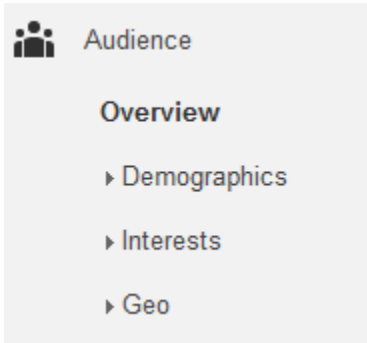 Audience
Overview
Demographics
Interests
Geo